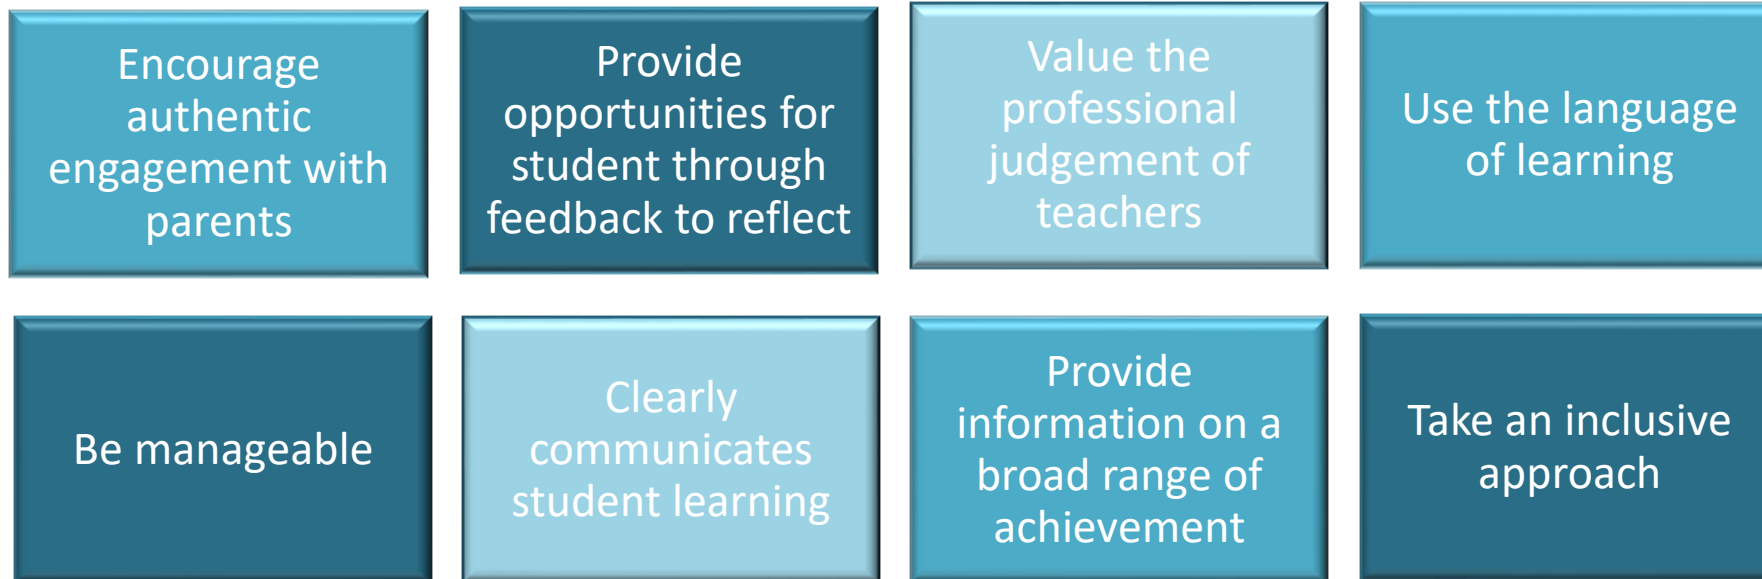 Encourage
authentic
engagement with
parents
Provide
opportunities for
student through
feedback to reflect
Value the
professional
judgement of
teachers
Use the language
of learning
Be manageable
Clearly
communicates
student learning
Provide
information on a
broad range of
achievement
Take an inclusive
approach